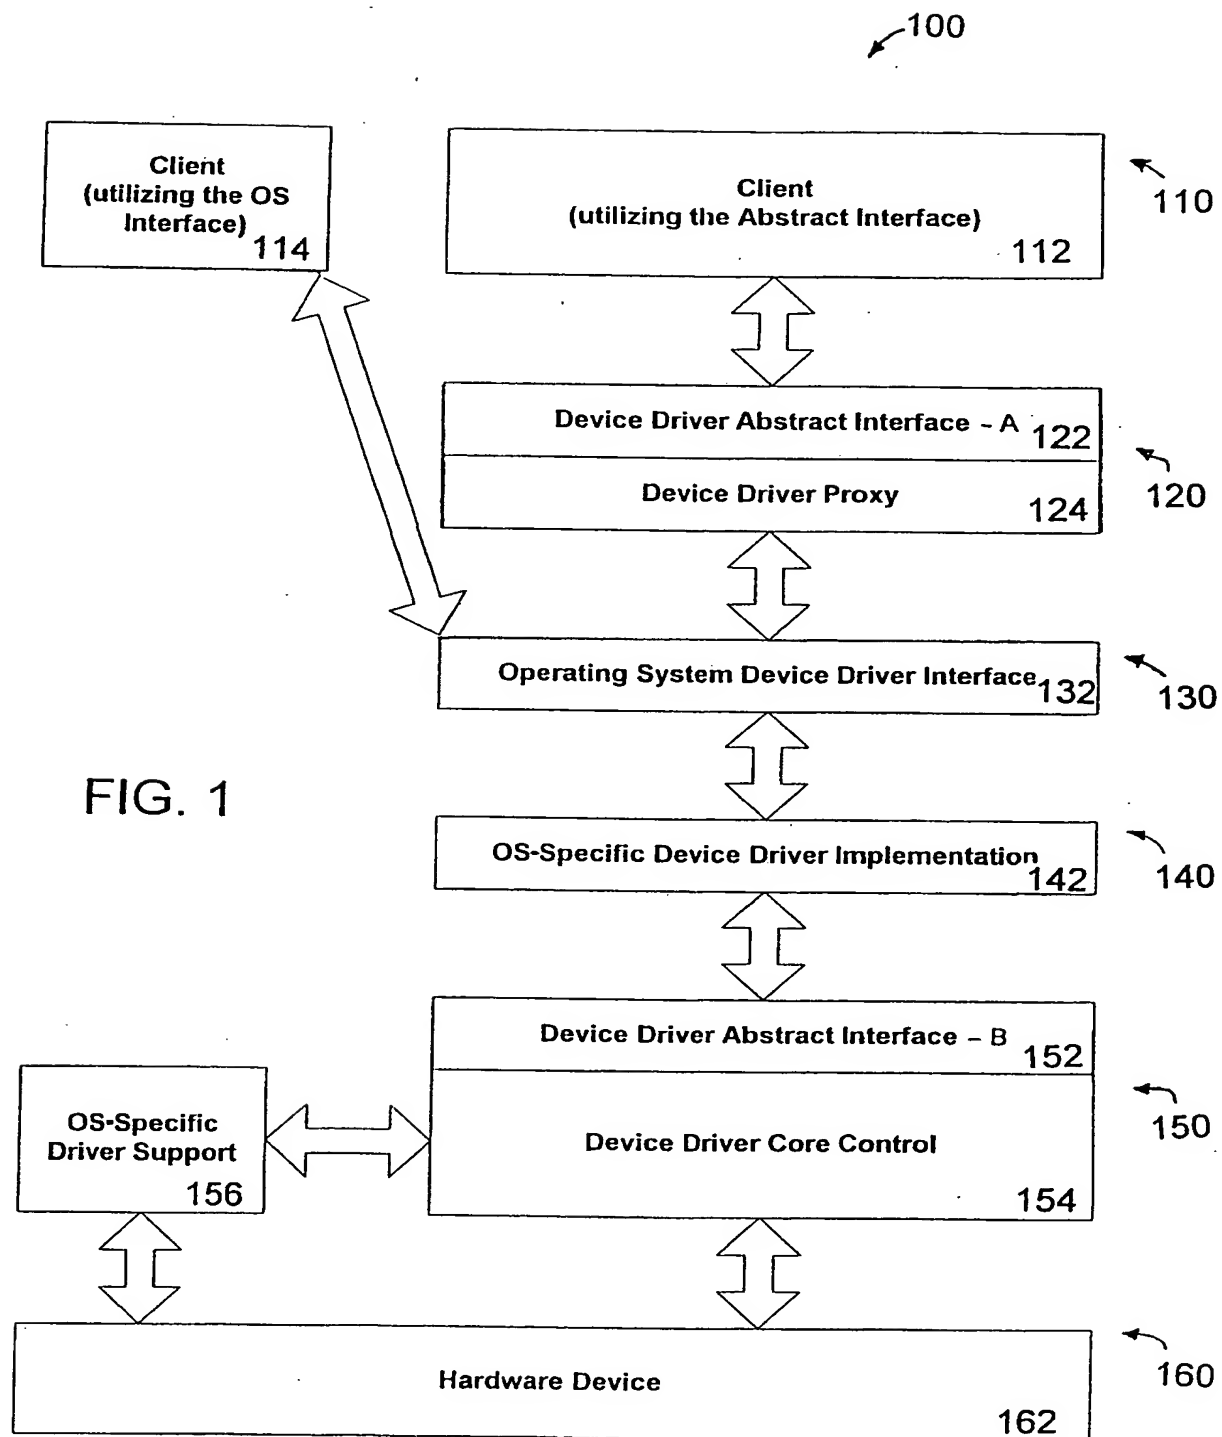 100
Client
(utilizing the OS
Interface)
114
Client
(utilizing the Abstract Interface)
112
110
Device Driver Abstract Interface - A
122
Device Driver Proxy
124
120
Operating System Device Driver Interface
132
130
FIG. 1
OS-Specific Device Driver Implementation
142
140
Device Driver Abstract Interface - B
152
OS-Specific
Driver Support
156
Device Driver Core Control
154
150
Hardware Device
162
160